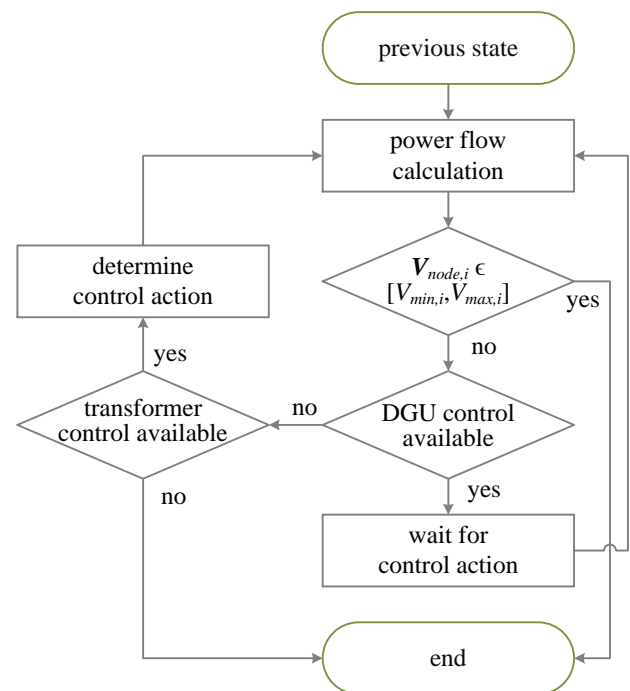 previous state
power flow
calculation
V_node,i ϵ
[V_min,i,V_max,i]
yes
no
determine
control action
yes
transformer
control available
no
DGU control
available
no
yes
wait for
control action
end